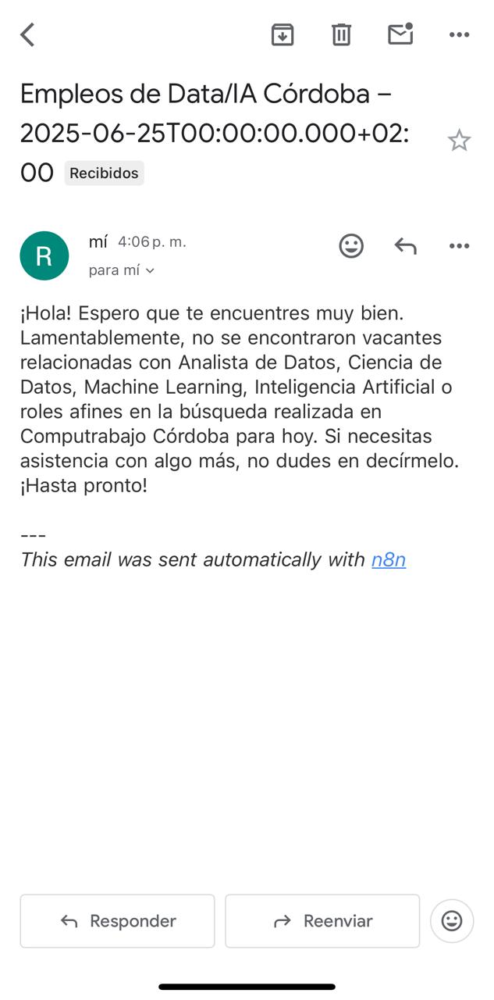 Empleos de Data/IA Córdoba –
2025-06-25T00:00:00.000+02:
00 Recibidos
R
mí 4:06 p. m.
para mí
¡Hola! Espero que te encuentres muy bien.
Lamentablemente, no se encontraron vacantes
relacionadas con Analista de Datos, Ciencia de
Datos, Machine Learning, Inteligencia Artificial o
roles afines en la búsqueda realizada en
Computrabajo Córdoba para hoy. Si necesitas
asistencia con algo más, no dudes en decírmelo.
¡Hasta pronto!
---
This email was sent automatically with n8n
Responder
Reenviar